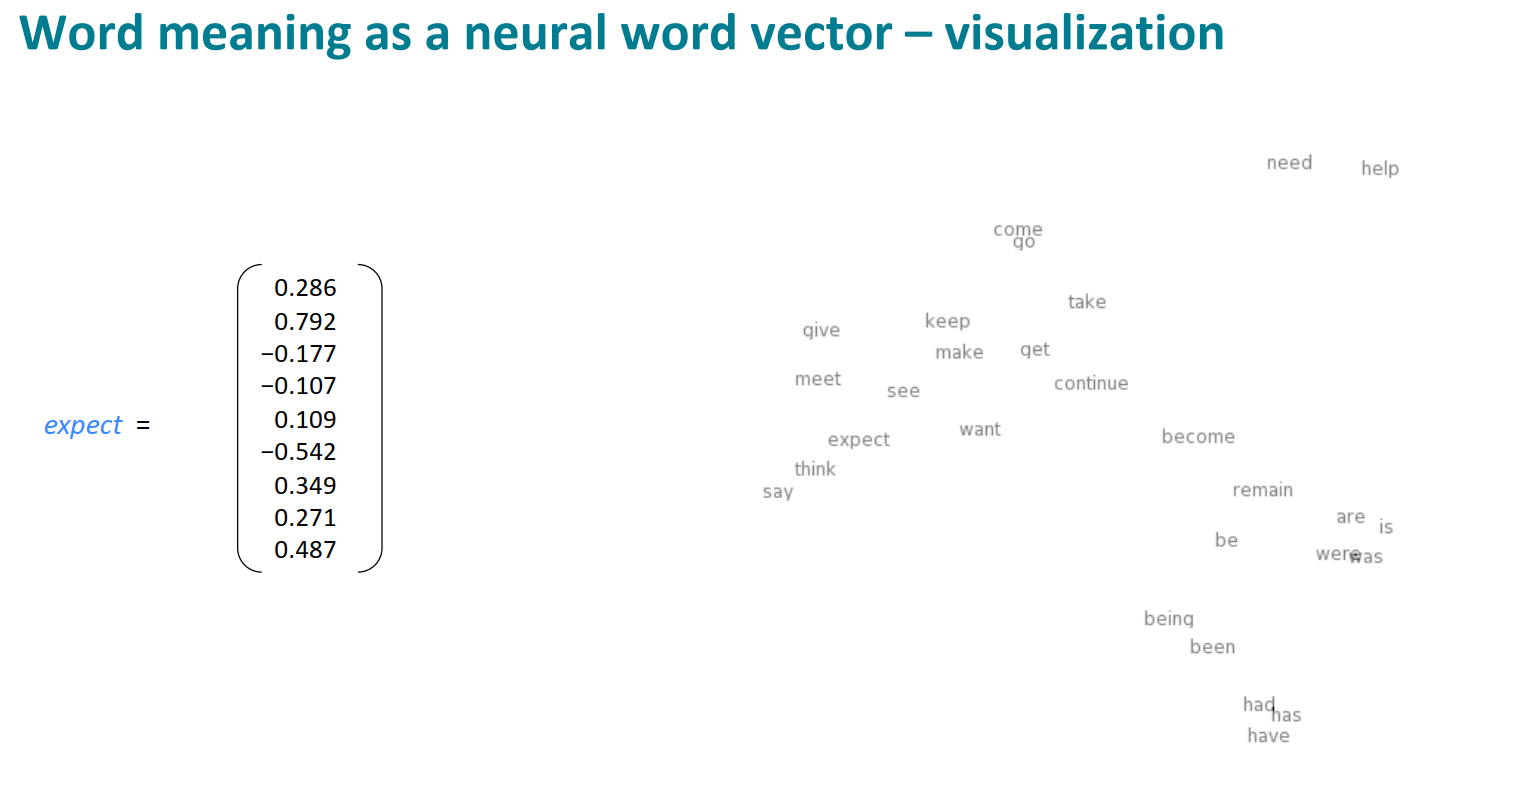 Word meaning as a neural word vector – visualization
expect =
0.286
0.792
−0.177
−0.107
0.109
−0.542
0.349
0.271
0.487
need help
come
go
take
give keep
make get
meet see continue
expect want become
think
say remain
are is
be were was
being
been
had
has
have